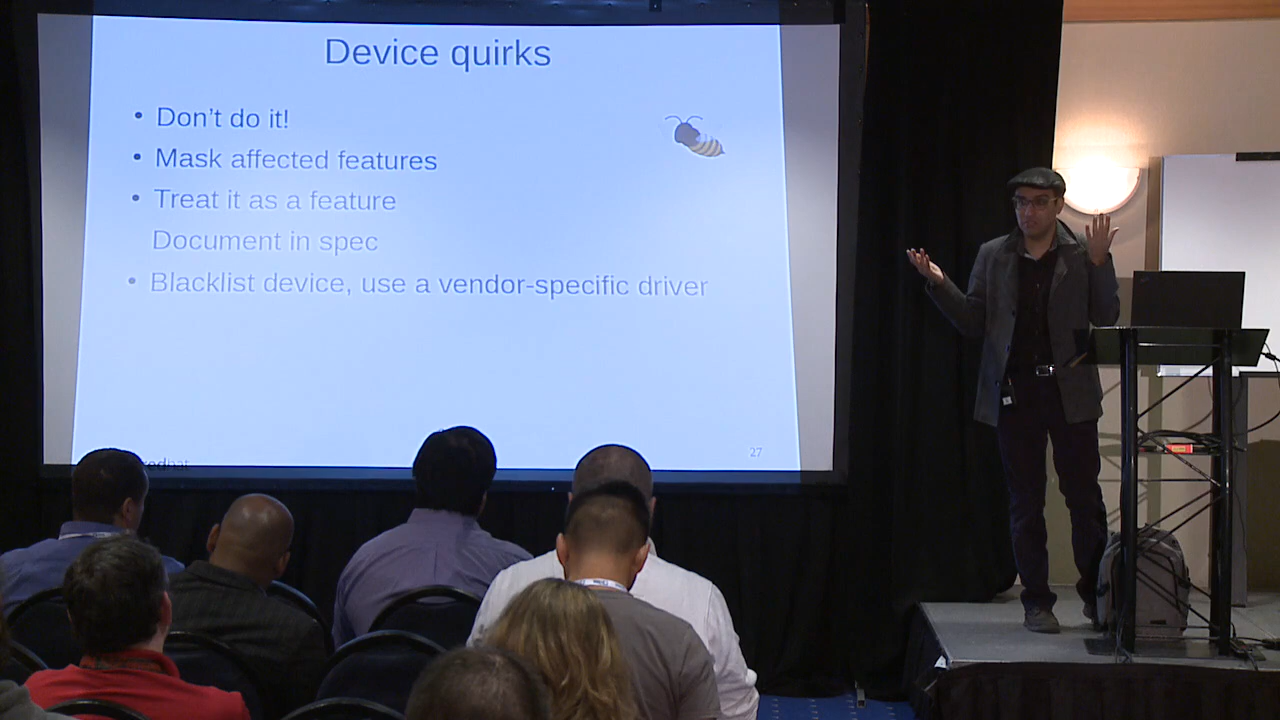 Device quirks
• Don't do it!
• Mask affected features
• Treat it as a feature
Document in spec
• Blacklist device, use a vendor-specific driver
redhat
27